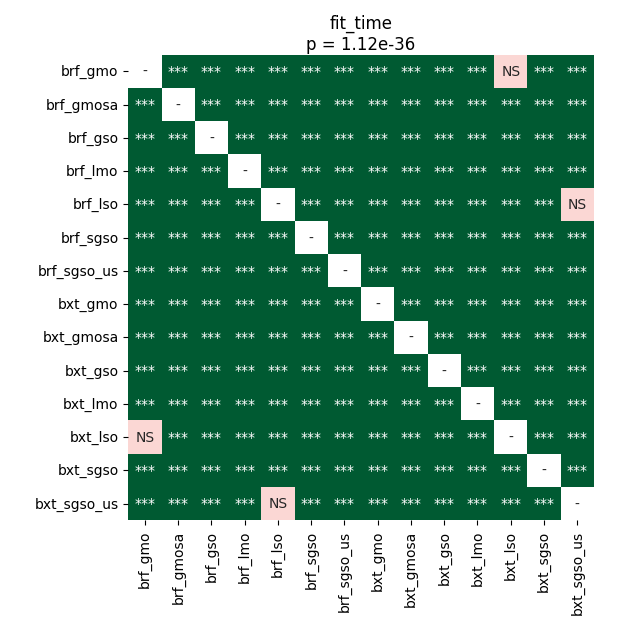 fit_time
p = 1.12e-36
brf_gmo - *** *** *** *** *** *** *** *** *** *** NS *** ***
brf_gmosa *** - *** *** *** *** *** *** *** *** *** *** *** ***
brf_gso *** *** - *** *** *** *** *** *** *** *** *** *** ***
brf_lmo *** *** *** - *** *** *** *** *** *** *** *** *** ***
brf_lso *** *** *** *** - *** *** *** *** *** *** *** *** NS
brf_sgso *** *** *** *** *** - *** *** *** *** *** *** *** ***
brf_sgso_us *** *** *** *** *** *** - *** *** *** *** *** *** ***
bxt_gmo *** *** *** *** *** *** *** - *** *** *** *** *** ***
bxt_gmosa *** *** *** *** *** *** *** *** - *** *** *** *** ***
bxt_gso *** *** *** *** *** *** *** *** *** - *** *** *** ***
bxt_lmo *** *** *** *** *** *** *** *** *** *** - *** *** ***
bxt_lso NS *** *** *** *** *** *** *** *** *** *** - *** ***
bxt_sgso *** *** *** *** *** *** *** *** *** *** *** *** - ***
bxt_sgso_us *** *** *** *** NS *** *** *** *** *** *** *** *** -
brf_gmo
brf_gmosa
brf_gso
brf_lmo
brf_lso
brf_sgso
brf_sgso_us
bxt_gmo
bxt_gmosa
bxt_gso
bxt_lmo
bxt_lso
bxt_sgso
bxt_sgso_us